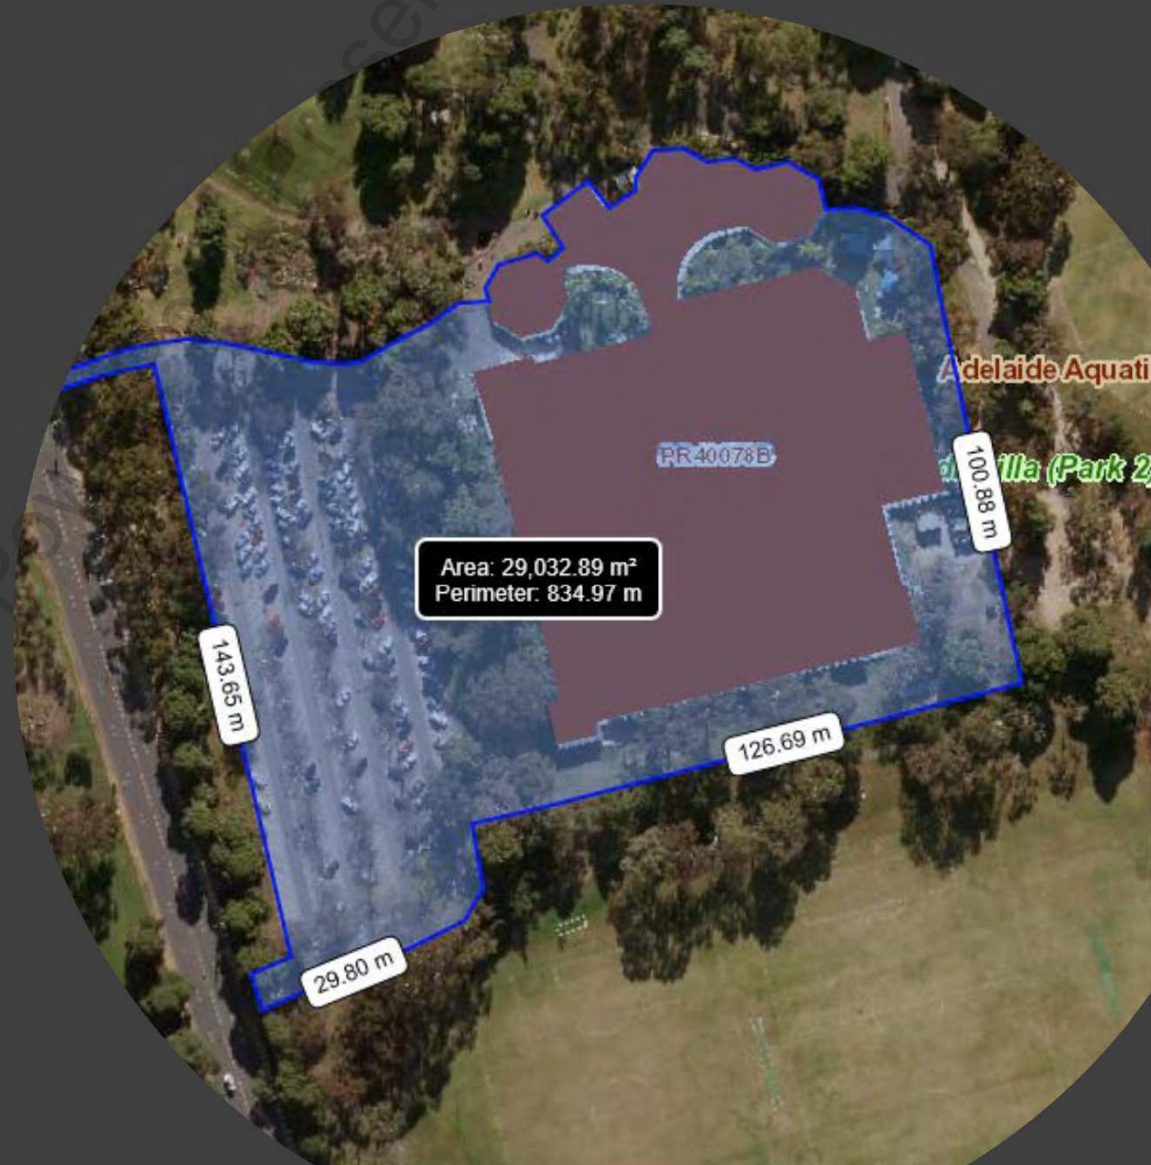 Adelaide Aquati
PR40078B
illa (Park 2)
100.88 m
Area: 29,032.89 m²
Perimeter: 834.97 m
143.65 m
126.69 m
29.80 m